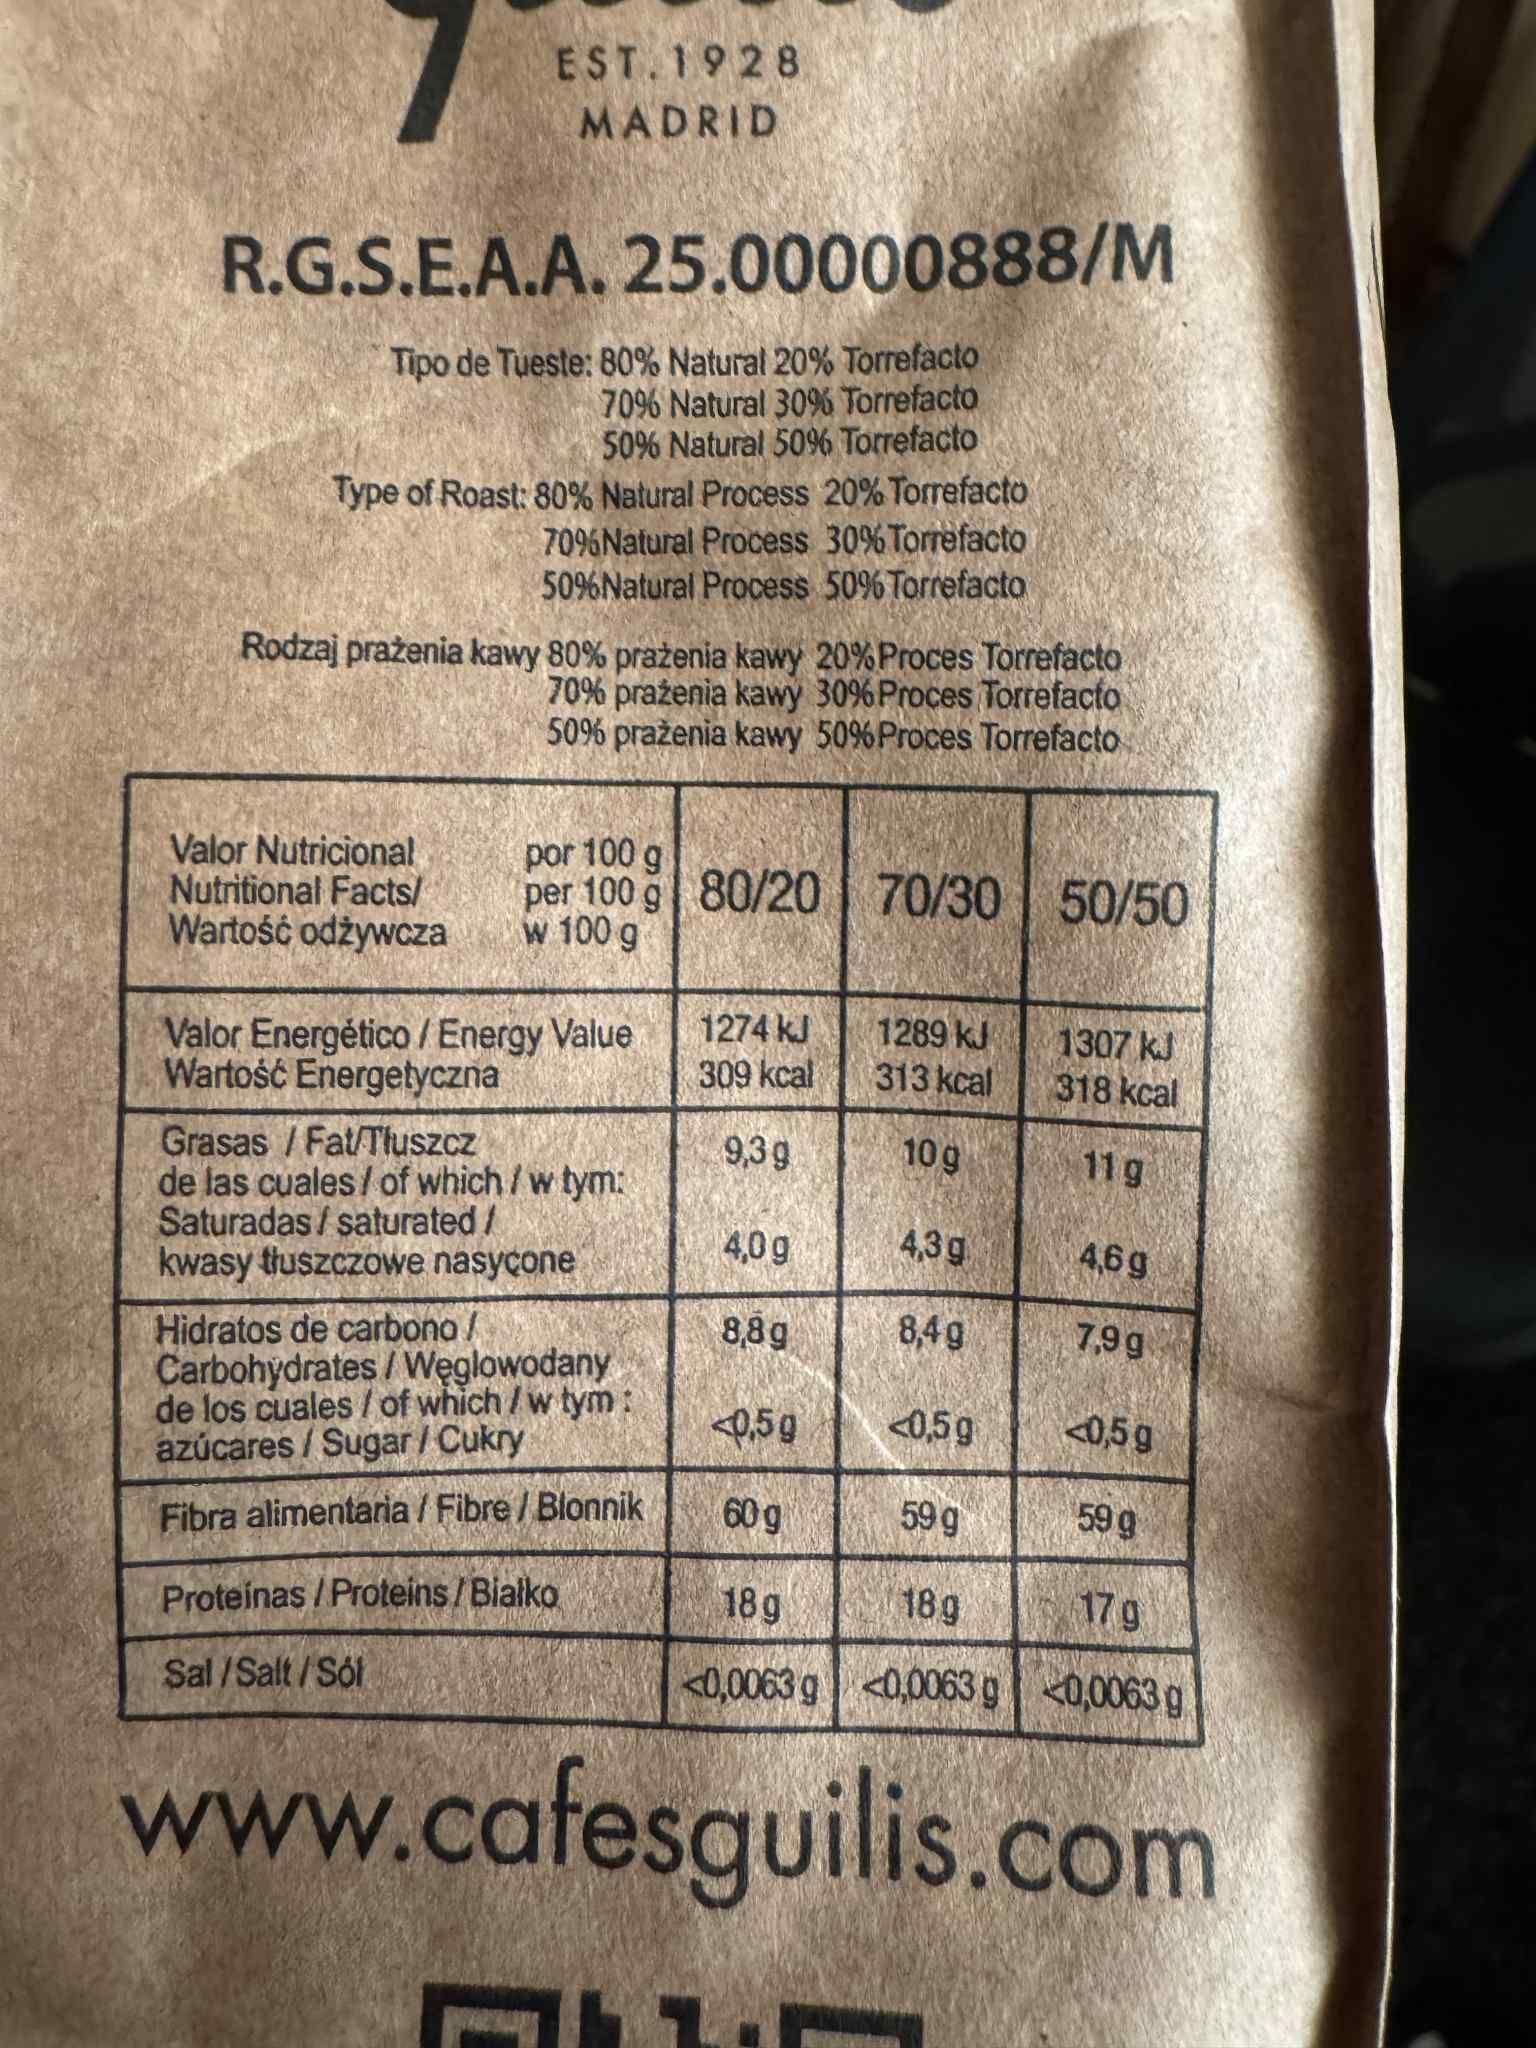 EST.1928
MADRID
R.G.S.E.A.A. 25.00000888/M
Tipo de Tueste: 80% Natural 20% Torrefacto
70% Natural 30% Torrefacto
50% Natural 50% Torrefacto
Type of Roast: 80% Natural Process 20% Torrefacto
70%Natural Process 30%Torrefacto
50%Natural Process 50%Torrefacto
Rodzaj prażenia kawy 80% prażenia kawy 20%Proces Torrefacto
70% prażenia kawy 30%Proces Torrefacto
50% prażenia kawy 50%Proces Torrefacto
Valor Nutricional por 100 g
Nutritional Facts/ per 100 g 80/20 70/30 50/50
Wartość odżywcza w 100 g
Valor Energético / Energy Value 1274 kJ 1289 kJ 1307 kJ
Wartość Energetyczna 309 kcal 313 kcal 318 kcal
Grasas / Fat/Tłuszcz 9,3 g 10 g 11 g
de las cuales / of which / w tym:
Saturadas / saturated /
kwasy tłuszczowe nasyçone 4,0 g 4,3 g 4,6 g
Hidratos de carbono / 8,8 g 8,4 g 7,9 g
Carbohydrates / Węglowodany
de los cuales / of which / w tym :
azúcares / Sugar / Cukry <0,5 g <0,5 g <0,5 g
Fibra alimentaria / Fibre / Blonnik 60 g 59 g 59 g
Proteínas / Proteins / Białko 18 g 18 g 17 g
Sal / Salt / Sól <0,0063 g <0,0063 g <0,0063 g
www.cafesguilis.com